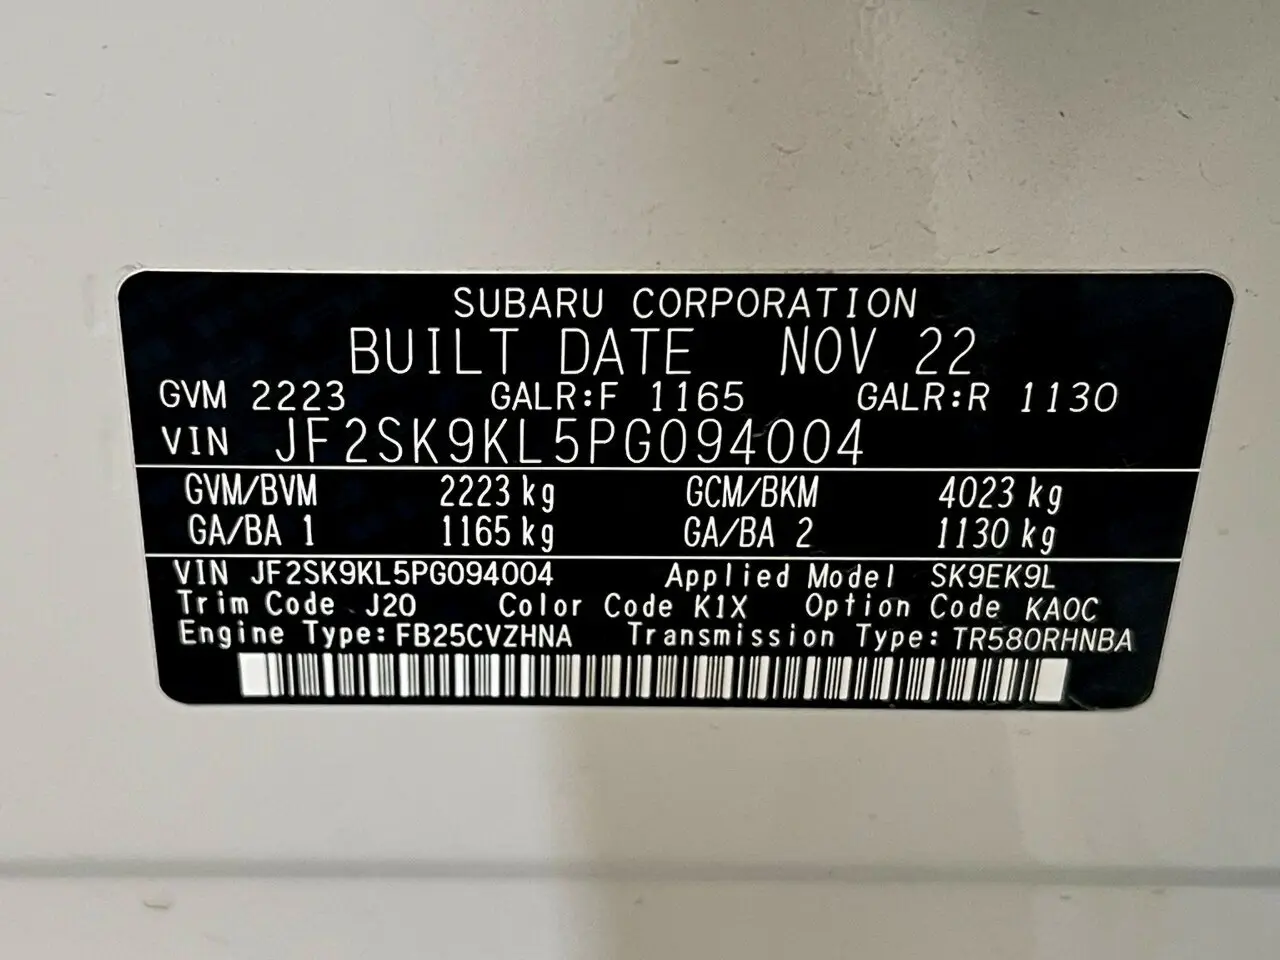 SUBARU CORPORATION
BUILT DATE NOV 22
GVM 2223 GALR:F 1165 GALR:R 1130
VIN JF2SK9KL5PG094004
GVM/BVM 2223 kg GCM/BKM 4023 kg
GA/BA 1 1165 kg GA/BA 2 1130 kg
VIN JF2SK9KL5PG094004 Applied Model SK9EK9L
Trim Code J20 Color Code K1X Option Code KA0C
Engine Type:FB25CVZHNA Transmission Type:TR580RHNBA